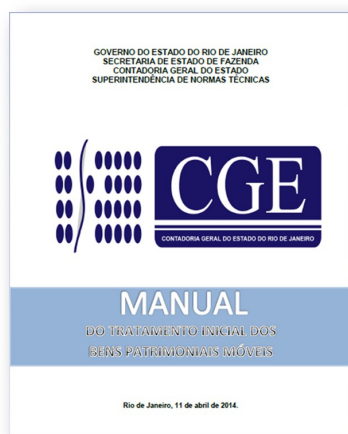 GOVERNO DO ESTADO DO RIO DE JANEIRO
SECRETARIA DE ESTADO DE FAZENDA
CONTADORIA GERAL DO ESTADO
SUPERINTENDÊNCIA DE NORMAS TÉCNICAS
CGE
CONTADORIA GERAL DO ESTADO DO RIO DE JANEIRO
MANUAL
DO TRATAMENTO INICIAL DOS
BENS PATRIMONIAIS MÓVEIS
Rio de Janeiro, 11 de abril de 2014.